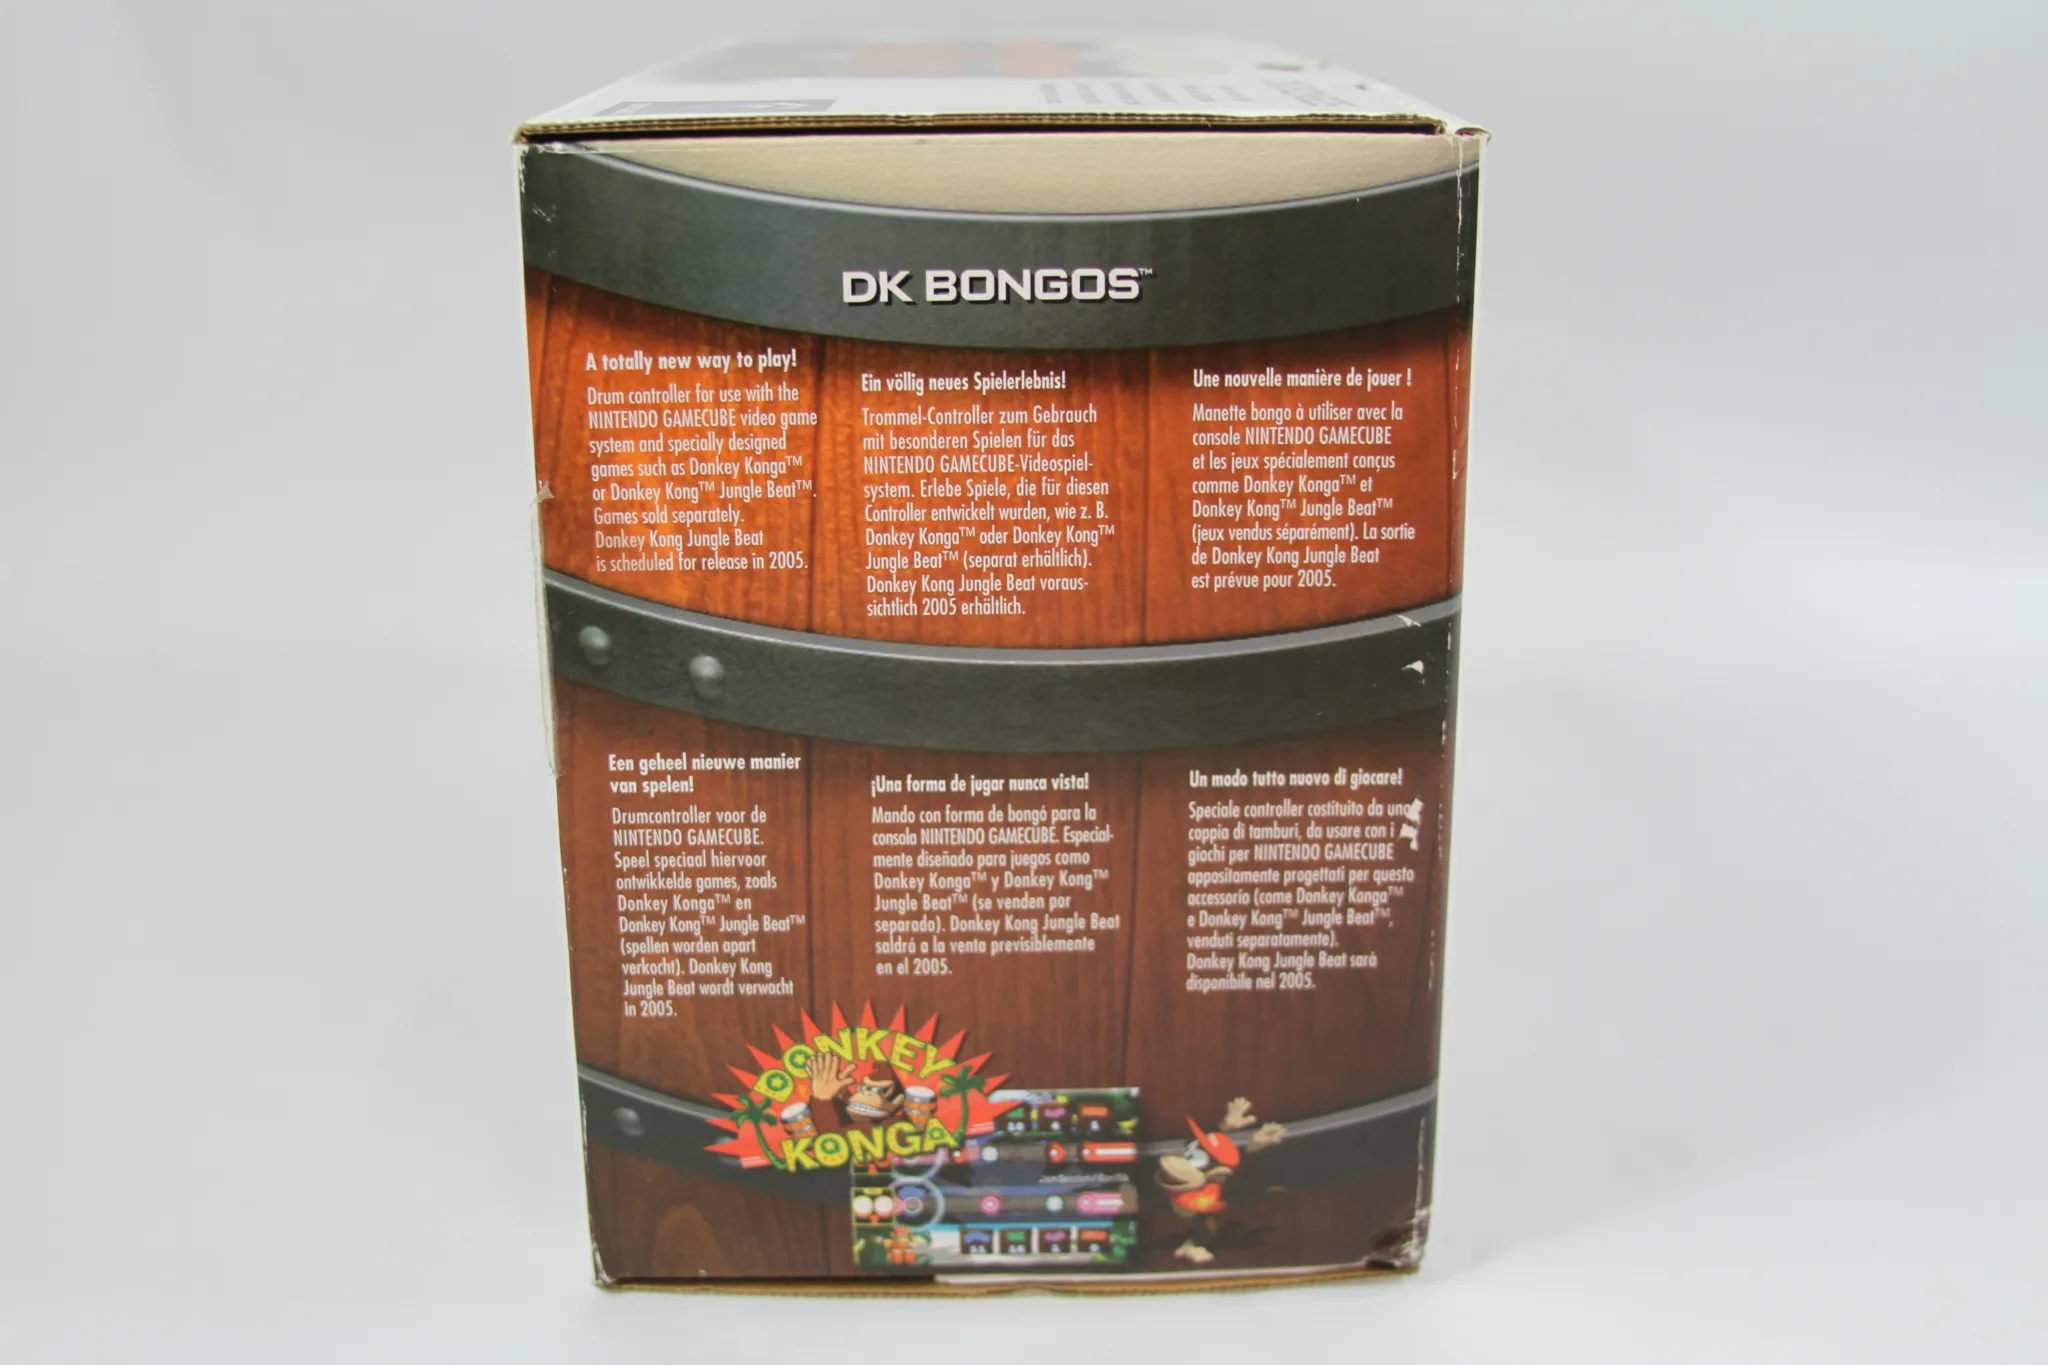 DK BONGOS™
A totally new way to play!
Drum controller for use with the
NINTENDO GAMECUBE video game
system and specially designed
games such as Donkey Konga™
or Donkey Kong™ Jungle Beat™.
Games sold separately.
Donkey Kong Jungle Beat
is scheduled for release in 2005.
Ein völlig neues Spielerlebnis!
Trommel-Controller zum Gebrauch
mit besonderen Spielen für das
NINTENDO GAMECUBE-Videospiel-
system. Erlebe Spiele, die für diesen
Controller entwickelt wurden, wie z. B.
Donkey Konga™ oder Donkey Kong™
Jungle Beat™ (separat erhältlich).
Donkey Kong Jungle Beat voraus-
sichtlich 2005 erhältlich.
Une nouvelle manière de jouer !
Manette bongo à utiliser avec la
console NINTENDO GAMECUBE
et les jeux spécialement conçus
comme Donkey Konga™ et
Donkey Kong™ Jungle Beat™
(jeux vendus séparément). La sortie
de Donkey Kong Jungle Beat
est prévue pour 2005.
Een geheel nieuwe manier
van spelen!
Drumcontroller voor de
NINTENDO GAMECUBE.
Speel speciaal hiervoor
ontwikkelde games, zoals
Donkey Konga™ en
Donkey Kong™ Jungle Beat™
(spellen worden apart
verkocht). Donkey Kong
Jungle Beat wordt verwacht
in 2005.
¡Una forma de jugar nunca vista!
Mando con forma de bongó para la
consola NINTENDO GAMECUBE. Especial-
mente diseñado para juegos como
Donkey Konga™ y Donkey Kong™
Jungle Beat™ (se venden por
separado). Donkey Kong Jungle Beat
saldrá a la venta previsiblemente
en el 2005.
Un modo tutto nuovo di giocare!
Speciale controller costituito da una
coppia di tamburi, da usare con i
giochi per NINTENDO GAMECUBE
appositamente progettati per questo
accessorio (come Donkey Konga™
e Donkey Kong™ Jungle Beat™,
venduti separatamente).
Donkey Kong Jungle Beat sarà
disponibile nel 2005.
DONKEY
KONGA